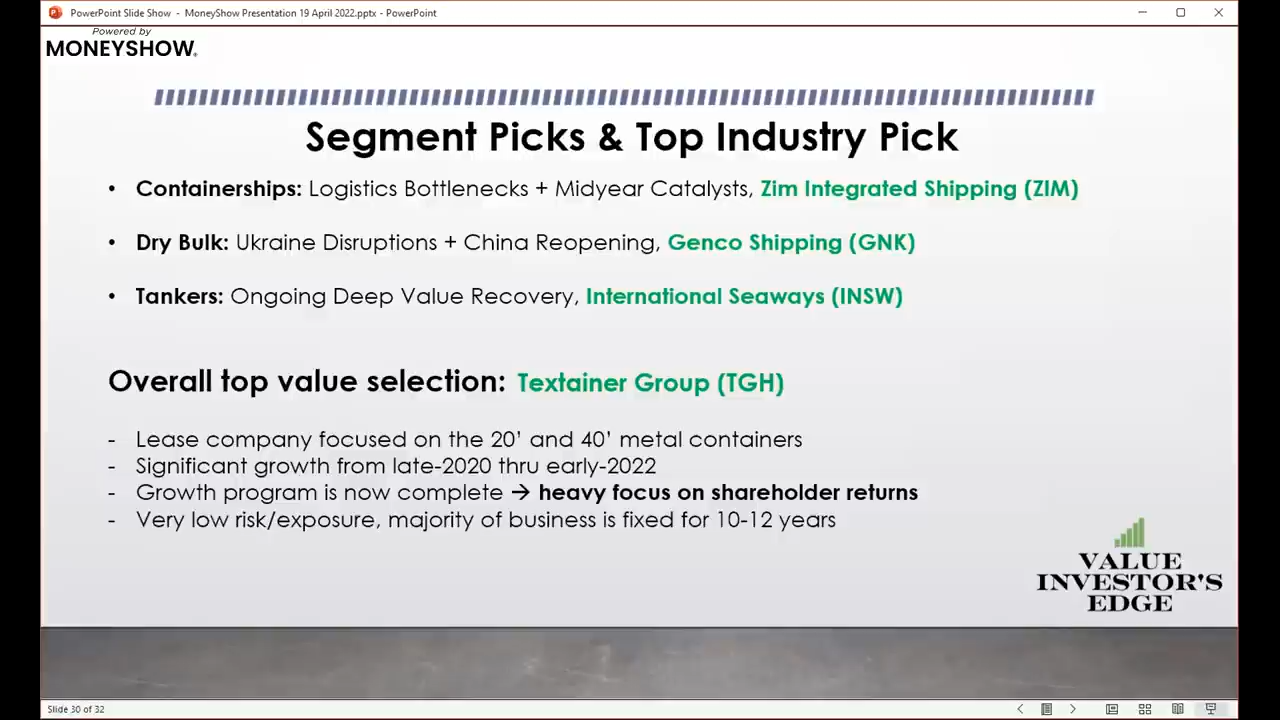 PowerPoint Slide Show - MoneyShow Presentation 19 April 2022.pptx - PowerPoint
Powered by
MONEYSHOW®
Segment Picks & Top Industry Pick
• Containerships: Logistics Bottlenecks + Midyear Catalysts, Zim Integrated Shipping (ZIM)
• Dry Bulk: Ukraine Disruptions + China Reopening, Genco Shipping (GNK)
• Tankers: Ongoing Deep Value Recovery, International Seaways (INSW)
Overall top value selection: Textainer Group (TGH)
- Lease company focused on the 20' and 40' metal containers
- Significant growth from late-2020 thru early-2022
- Growth program is now complete → heavy focus on shareholder returns
- Very low risk/exposure, majority of business is fixed for 10-12 years
VALUE
INVESTOR'S
EDGE
Slide 30 of 32